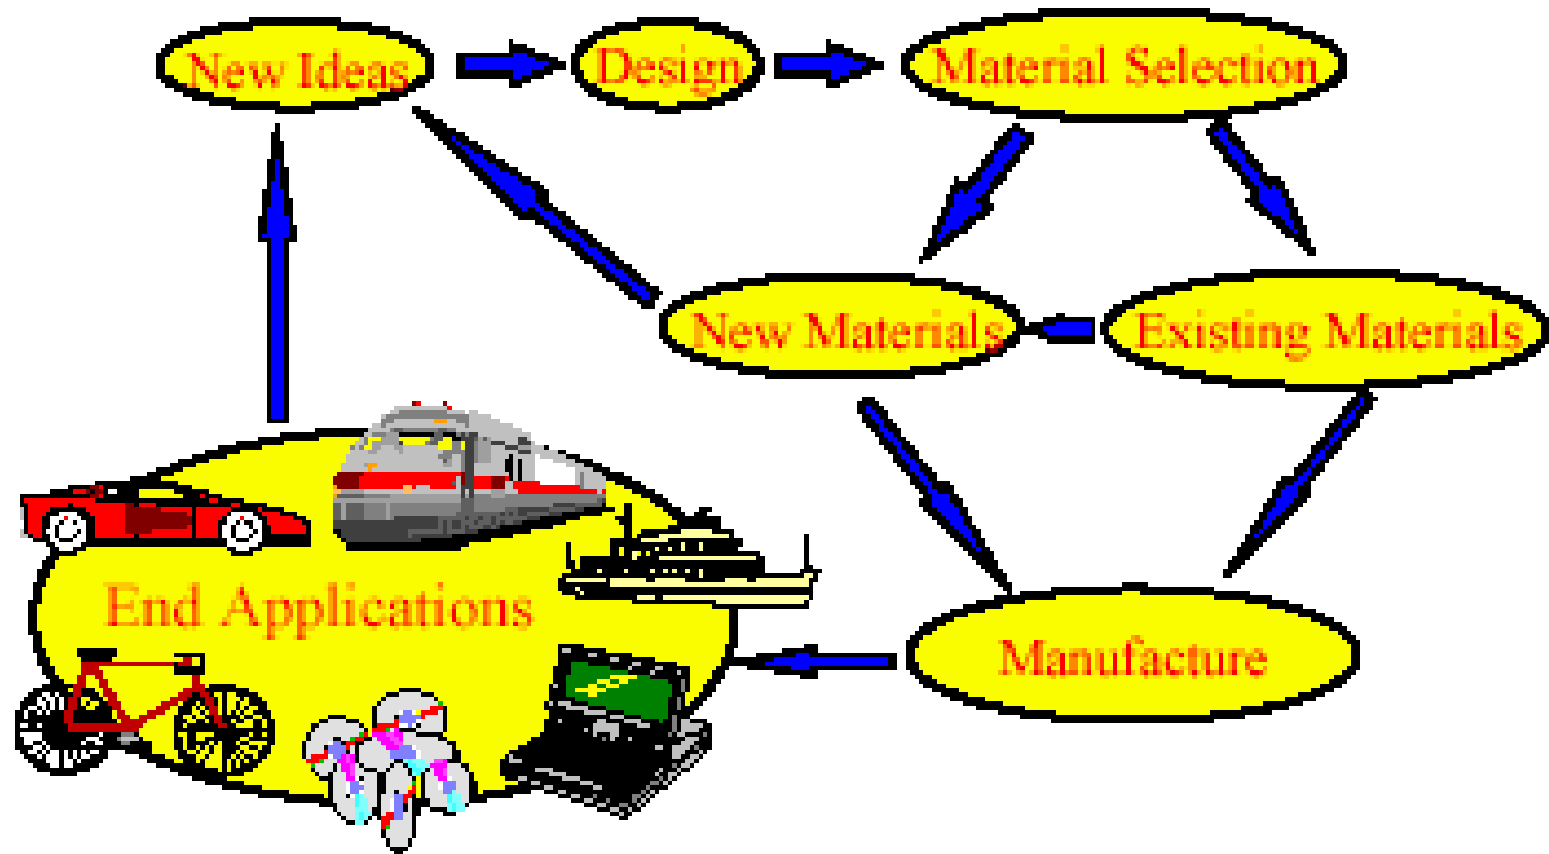 New Ideas
Design
Material Selection
New Materials
Existing Materials
End Applications
Manufacture